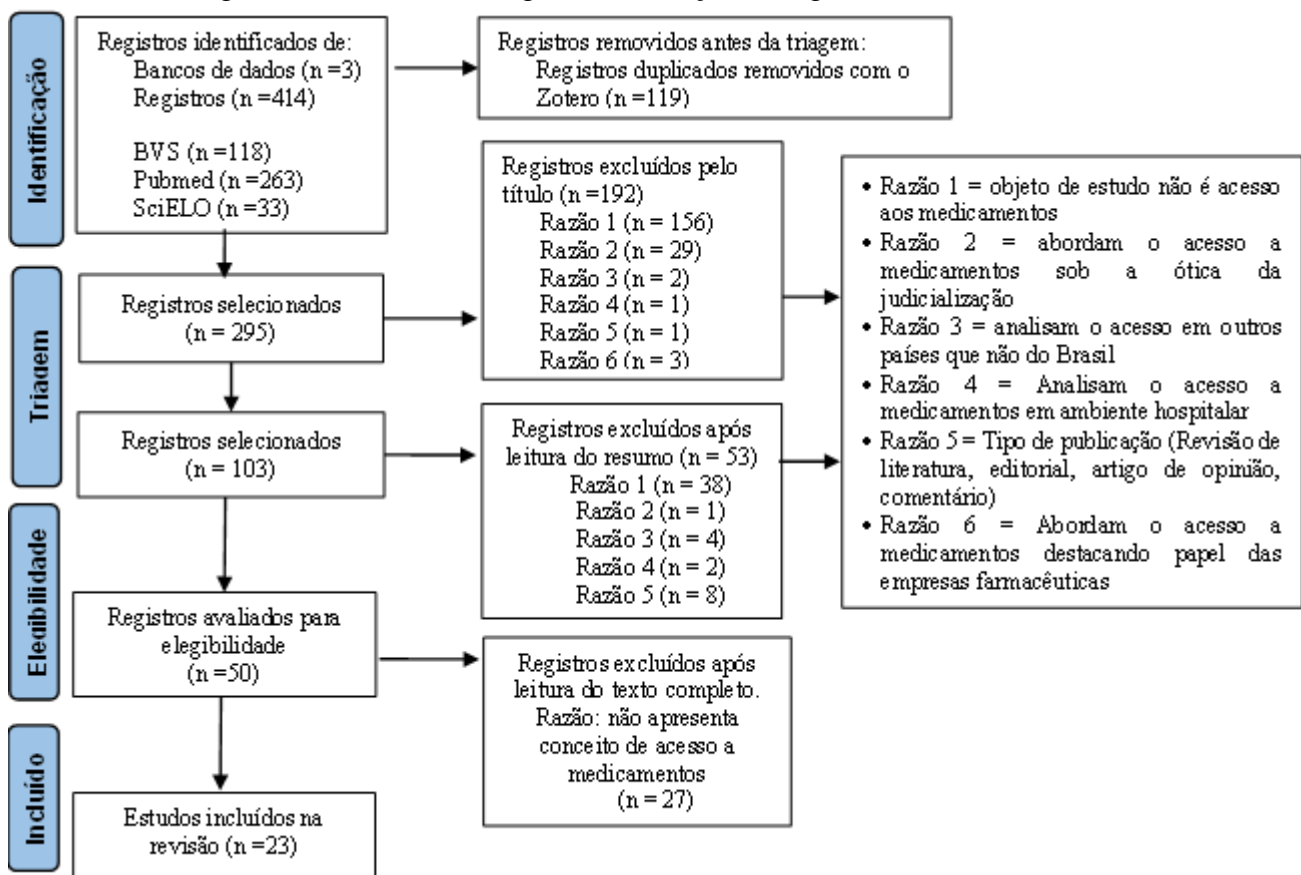 Identificação
Registros identificados de:
Bancos de dados (n =3)
Registros (n =414)
BVS (n =118)
Pubmed (n =263)
SciELO (n =33)
Registros removidos antes da triagem:
Registros duplicados removidos com o
Zotero (n =119)
Triagem
Registros selecionados
(n = 295)
Registros excluídos pelo
título (n =192)
Razão 1 (n = 156)
Razão 2 (n = 29)
Razão 3 (n = 2)
Razão 4 (n = 1)
Razão 5 (n = 1)
Razão 6 (n = 3)
• Razão 1 = objeto de estudo não é acesso
aos medicamentos
• Razão 2 = abordam o acesso a
medicamentos sob a ótica da
judicialização
• Razão 3 = analisam o acesso em outros
países que não do Brasil
• Razão 4 = Analisam o acesso a
medicamentos em ambiente hospitalar
• Razão 5 = Tipo de publicação (Revisão de
literatura, editorial, artigo de opinião,
comentário)
• Razão 6 = Abordam o acesso a
medicamentos destacando papel das
empresas farmacêuticas
Registros selecionados
(n = 103)
Registros excluídos após
leitura do resumo (n = 53)
Razão 1 (n = 38)
Razão 2 (n = 1)
Razão 3 (n = 4)
Razão 4 (n = 2)
Razão 5 (n = 8)
Elegibilidade
Registros avaliados para
elegibilidade
(n =50)
Registros excluídos após
leitura do texto completo.
Razão: não apresenta
conceito de acesso a
medicamentos
(n = 27)
Incluído
Estudos incluídos na
revisão (n =23)